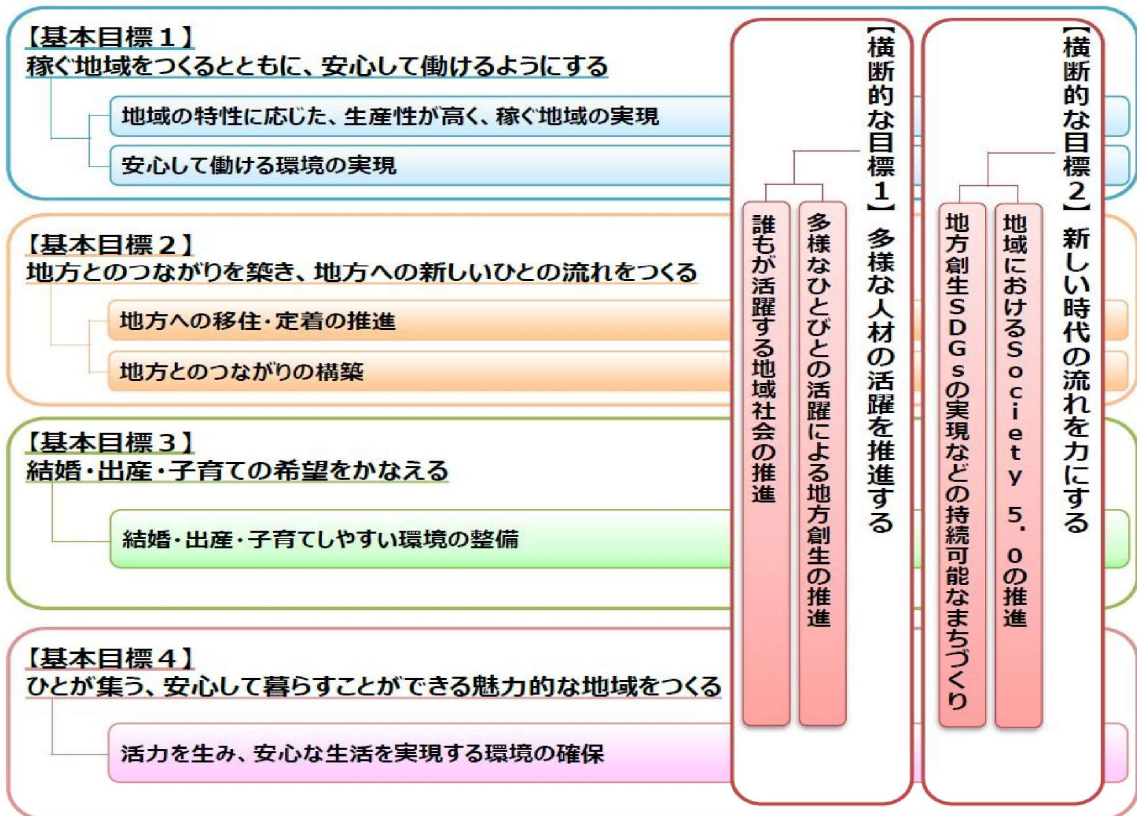 【基本目標1】
稼ぐ地域をつくるとともに、安心して働けるようにする
地域の特性に応じた、生産性が高く、稼ぐ地域の実現
安心して働ける環境の実現
【基本目標2】
地方とのつながりを築き、地方への新しいひとの流れをつくる
地方への移住・定着の推進
地方とのつながりの構築
【基本目標3】
結婚・出産・子育ての希望をかなえる
結婚・出産・子育てしやすい環境の整備
【基本目標4】
ひとが集う、安心して暮らすことができる魅力的な地域をつくる
活力を生み、安心な生活を実現する環境の確保
【横断的な目標1】多様な人材の活躍を推進する
多様なひとびとの活躍による地方創生の推進
誰もが活躍する地域社会の推進
【横断的な目標2】新しい時代の流れを力にする
地域におけるSociety 5.0の推進
地方創生SDGsの実現などの持続可能なまちづくり